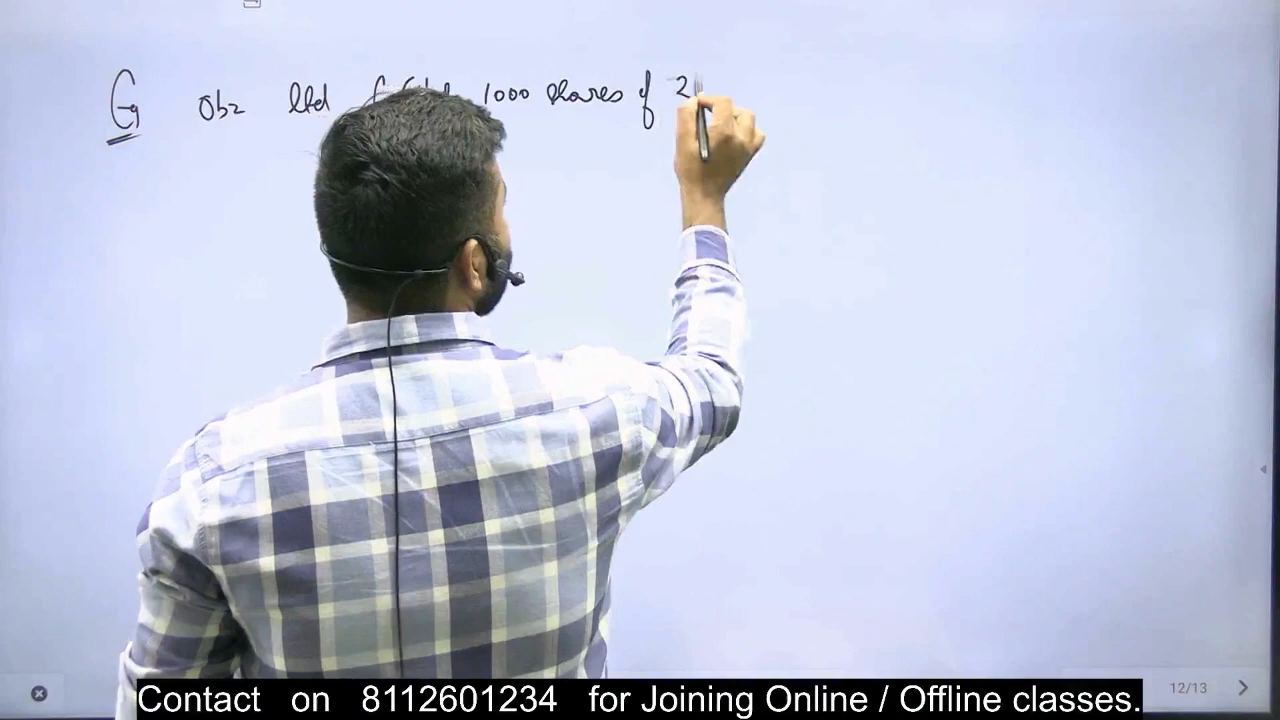 Eg Obz ltd 1000 shares of 2
12/13
Contact on 8112601234 for Joining Online / Offline classes.